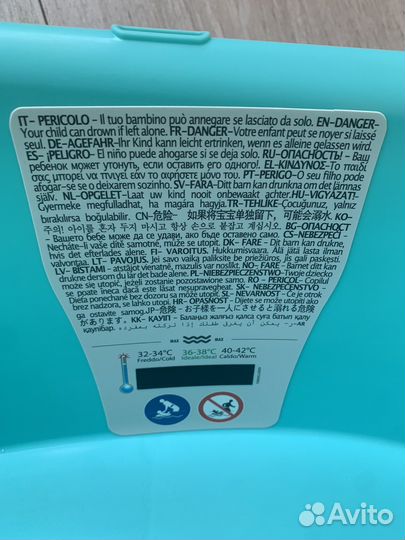 IT- PERICOLO - Il tuo bambino può annegare se lasciato da solo. EN-DANGER-
Your child can drown if left alone. FR-DANGER-Votre enfant peut se noyer si laissé
seul. DE-AGEFAHR-Ihr Kind kann leicht ertrinken, wenn es alleine gelassen wird.
ES- ¡PELIGRO- El niño puede ahogarse si se deja solo. RU-ОПАСНОСТЬ! - Ваш
ребенок может утонуть, если оставить его одного!. EL-ΚΙΝΔΥΝΟΣ-Το παιδί
σας μπορεί να πνιγεί εάν το αφήσετε μόνο του. PT-PERIGO -O seu filho pode
afogar-se se o deixarem sozinho. SV-FARA-Ditt barn kan drunkna om det lämnas
själv. NL-OPGELET-Laat uw kind nooit onbewaakt achter.HU-VIGYÁZAT!-
Gyermeke megfulladhat, ha magára hagyja.TR-TEHLİKE-Çocuğunuz, yalnız
bırakılırsa boğulabilir. CN-危险- 如果将宝宝单独留下, 可能会溺水. KO-
주의! 아이를 혼자 두지 마시고 항상 손으로 붙잡고 계십시오. BG-ОПАСНОСТ
- Вашето бебе може да се удави, ако бъде оставено само. CS-NEBEZPEČÍ -
Necháte-li vaše dítě samotné, může se utopit. DK - FARE - Dit barn kan drukne,
hvis det efterlades alene. FI - VAROITUS. Hukkumisvaara. Älä jätä lasta ilman
valvontaa. LT - PAVOJUS. Jei savo vaiką paliksite be priežiūros, jis gali paskęsti.
LV - BĪSTAMI - atstājot vienatnē, mazulis var noslīkt. NO - FARE - Barnet ditt kan
drunkne hvis det blir latt alene. PL-NIEBEZPIECZEŃSTWO-Twoje dziecko
może się utopić, jeżeli zostanie pozostawione samo. RO - PERICOL- Copilul
se poate îneca dacă este lăsat nesupravegheat. SK - NEBEZPEČENSTVO -
Dieťa ponechané bez dozoru sa môže utopiť. SL - NEVARNOST - Če je otrok
brez nadzora, se lahko utopi. HR - OPASNOST - Dijete se može utopiti ako
ga ostavite samog.JP-危険 - お子様を一人にさせると溺れる危険
があります。 KK- ҚАУІП - Балаңыз жалғыз қалса суға батып қалу
қаупі бар.
MAX
MAX
32-34°C
36-38°C
40-42°C
Freddo/Cold
Ideale/Ideal
Caldo/Warm
Avito